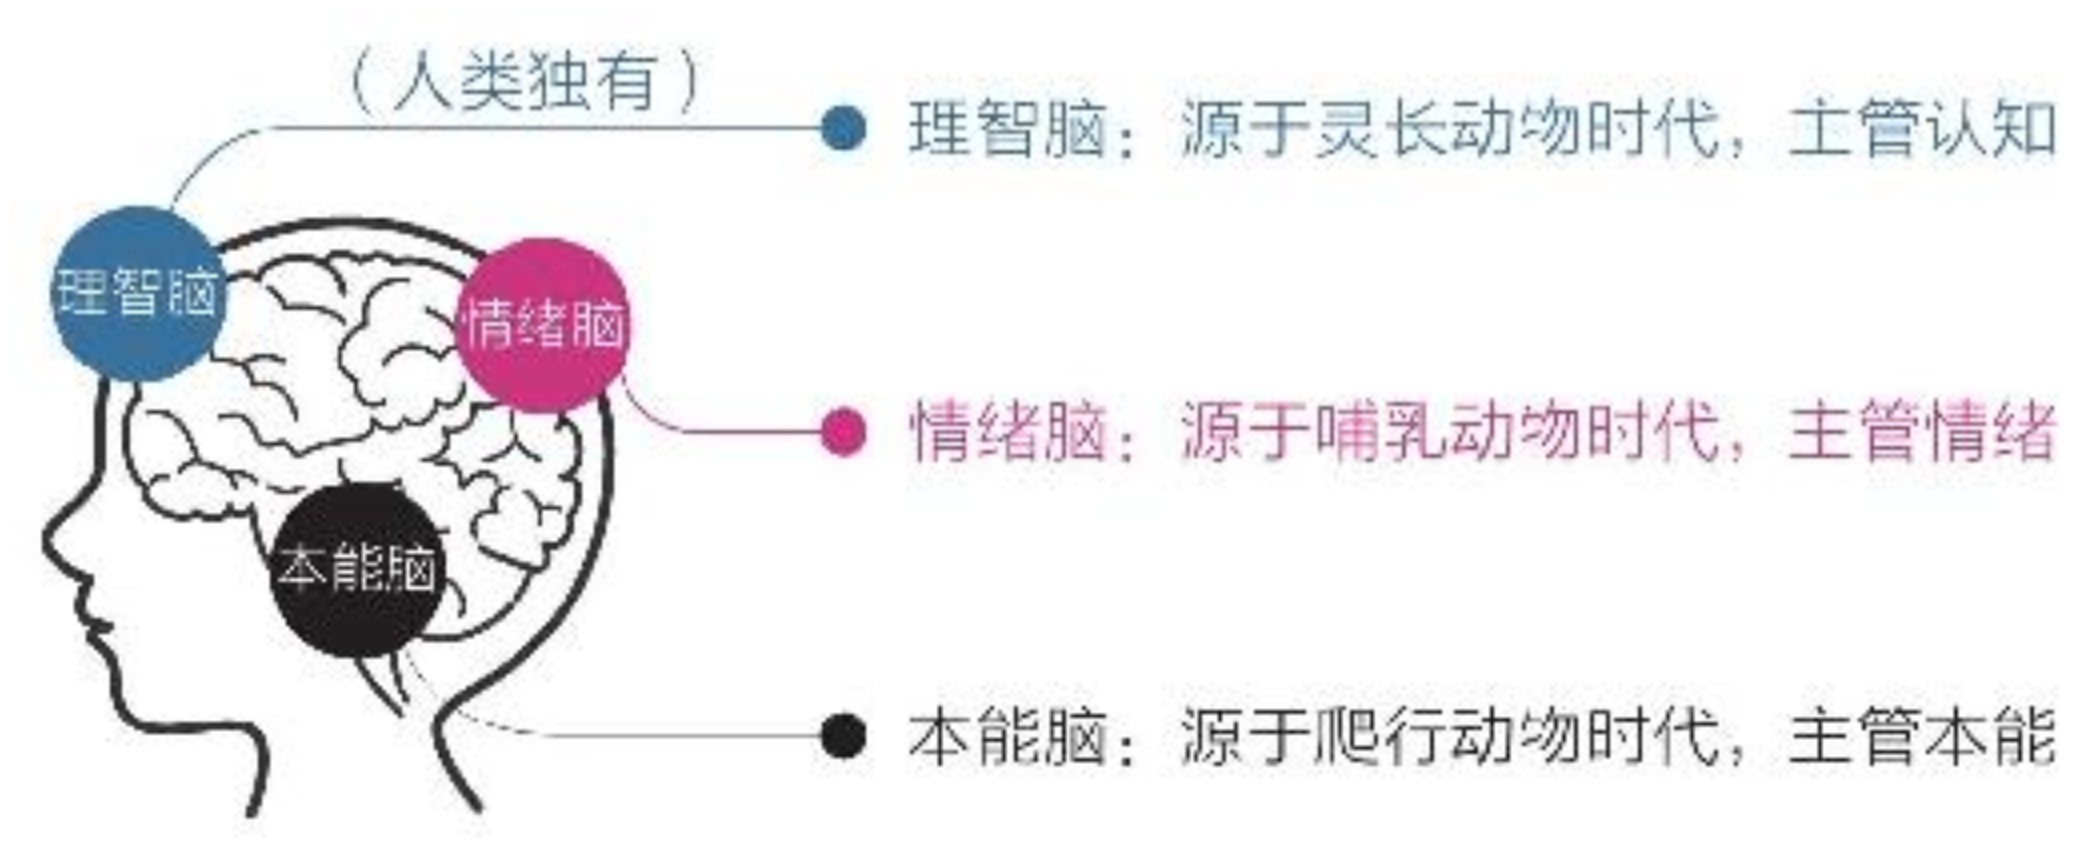 （人类独有）
理智脑：源于灵长动物时代，主管认知
理智脑
情绪脑
情绪脑：源于哺乳动物时代，主管情绪
本能脑
本能脑：源于爬行动物时代，主管本能